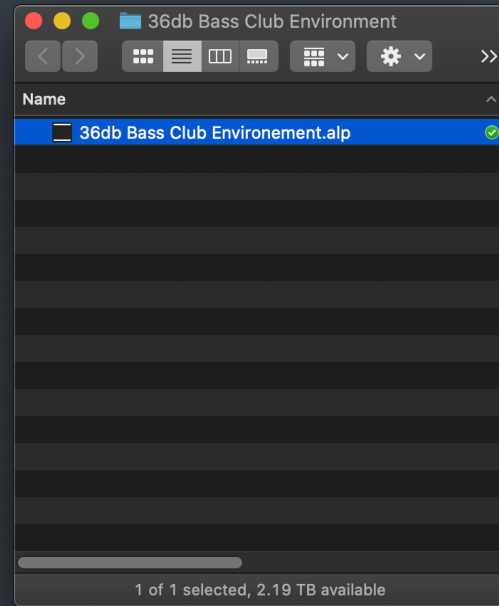 36db Bass Club Environment
Name
36db Bass Club Environement.alp
1 of 1 selected, 2.19 TB available